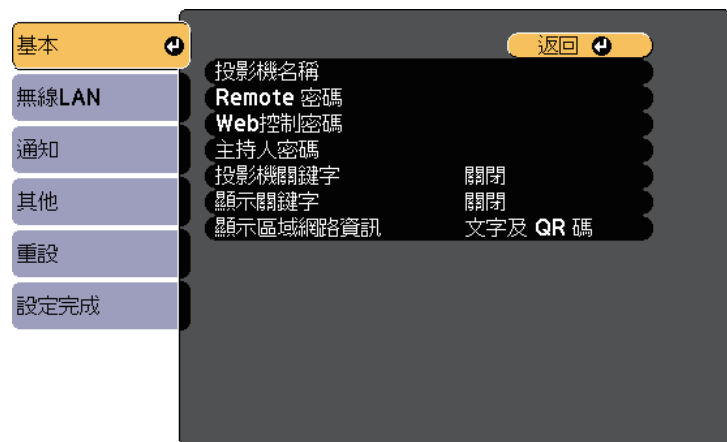 基本
無線LAN
通知
其他
重設
設定完成
返回
投影機名稱
Remote 密碼
Web控制密碼
主持人密碼
投影機關鍵字 關閉
顯示關鍵字 關閉
顯示區域網路資訊 文字及 QR 碼